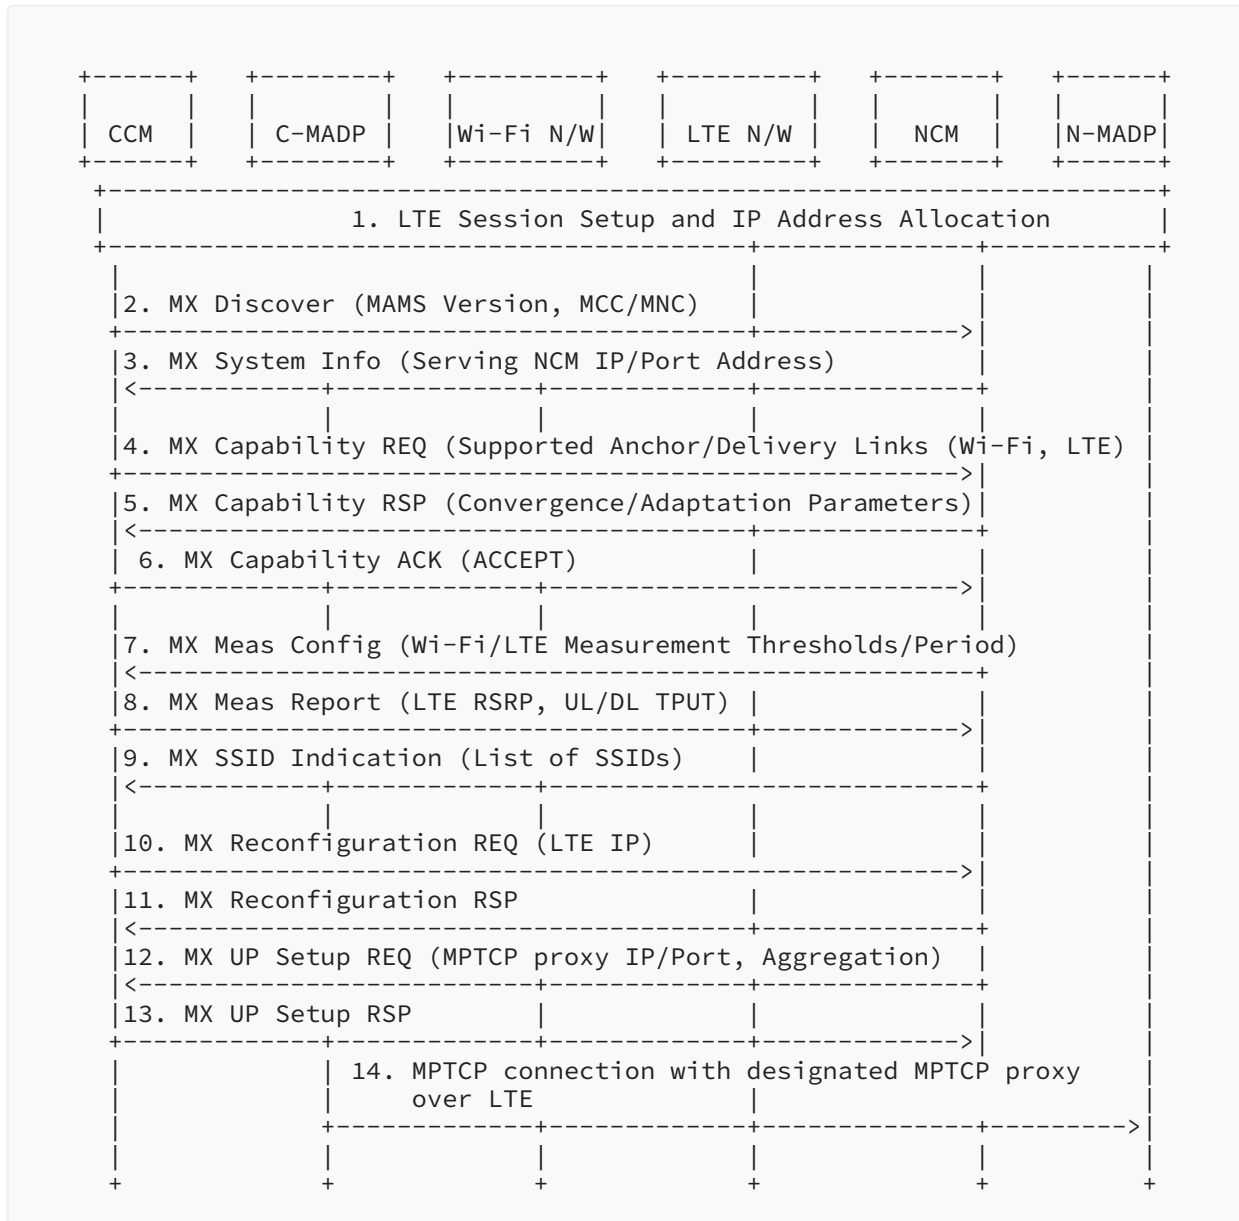 CCM C-MADP Wi-Fi N/W LTE N/W NCM N-MADP
1. LTE Session Setup and IP Address Allocation
2. MX Discover (MAMS Version, MCC/MNC)
3. MX System Info (Serving NCM IP/Port Address)
4. MX Capability REQ (Supported Anchor/Delivery Links (Wi-Fi, LTE)
5. MX Capability RSP (Convergence/Adaptation Parameters)
6. MX Capability ACK (ACCEPT)
7. MX Meas Config (Wi-Fi/LTE Measurement Thresholds/Period)
8. MX Meas Report (LTE RSRP, UL/DL TPUT)
9. MX SSID Indication (List of SSIDs)
10. MX Reconfiguration REQ (LTE IP)
11. MX Reconfiguration RSP
12. MX UP Setup REQ (MPTCP proxy IP/Port, Aggregation)
13. MX UP Setup RSP
14. MPTCP connection with designated MPTCP proxy
over LTE